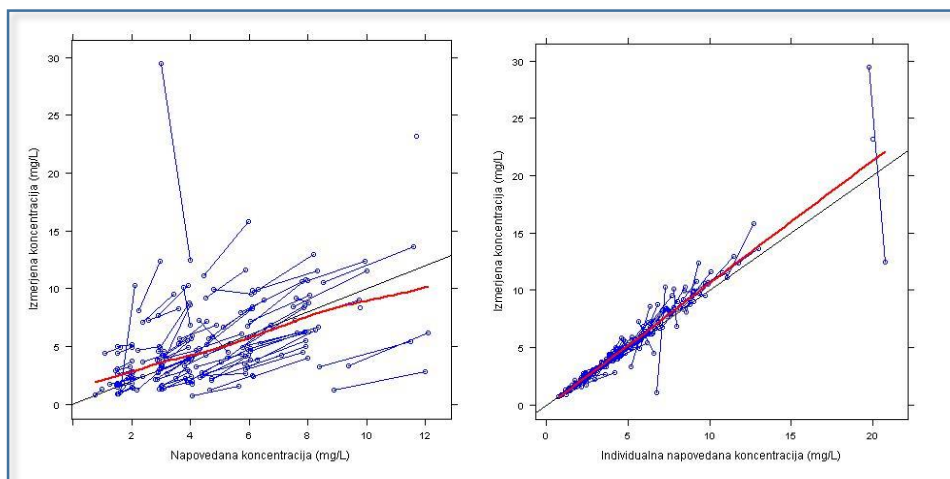 30
25
20
15
10
5
0
Izmerjena koncentracija (mg/L)
2 4 6 8 10 12
Napovedana koncentracija (mg/L)
30
25
20
15
10
5
0
Izmerjena koncentracija (mg/L)
0 5 10 15 20
Individualna napovedana koncentracija (mg/L)